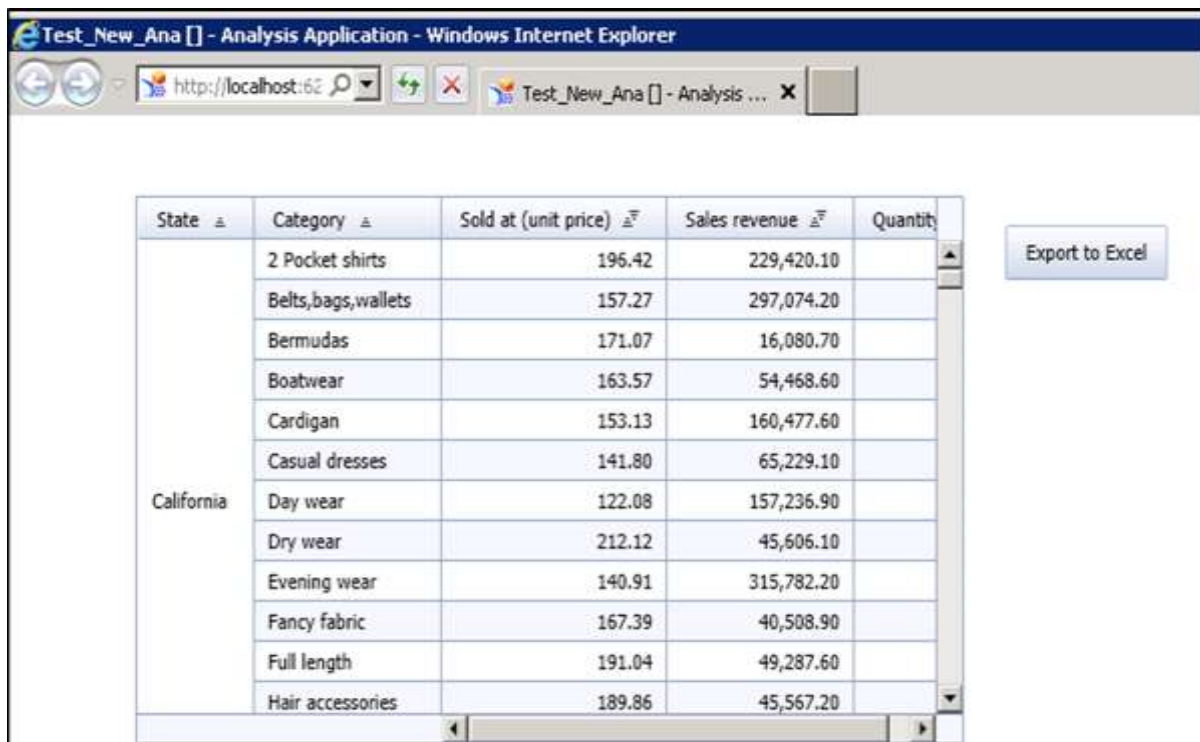 Test_New_Ana [] - Analysis Application - Windows Internet Explorer
http://localhost:62
Test_New_Ana [] - Analysis ... X
State Category Sold at (unit price) Sales revenue Quantity
Export to Excel
2 Pocket shirts 196.42 229,420.10
Belts,bags,wallets 157.27 297,074.20
Bermudas 171.07 16,080.70
Boatwear 163.57 54,468.60
Cardigan 153.13 160,477.60
Casual dresses 141.80 65,229.10
California Day wear 122.08 157,236.90
Dry wear 212.12 45,606.10
Evening wear 140.91 315,782.20
Fancy fabric 167.39 40,508.90
Full length 191.04 49,287.60
Hair accessories 189.86 45,567.20